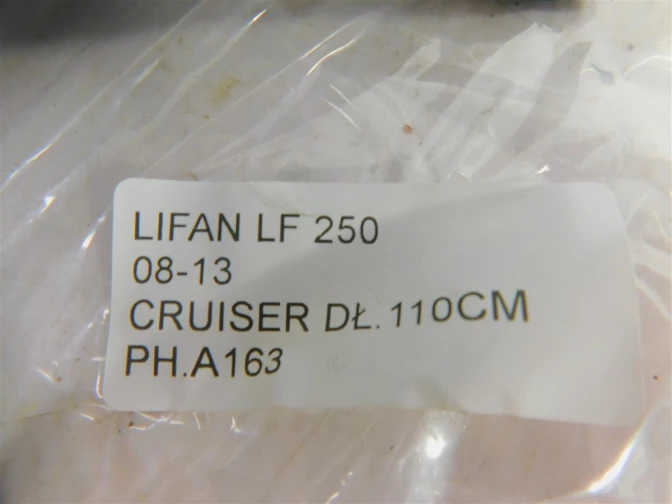 LIFAN LF 250
08-13
CRUISER DŁ.110CM
PH.A163